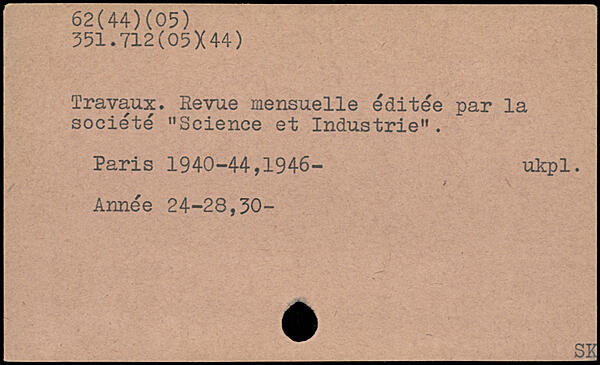 62(44)(05)
351.712(05)(44)
Travaux. Revue mensuelle éditée par la
société "Science et Industrie".
Paris 1940-44,1946- ukpl.
Année 24-28,30-
SK